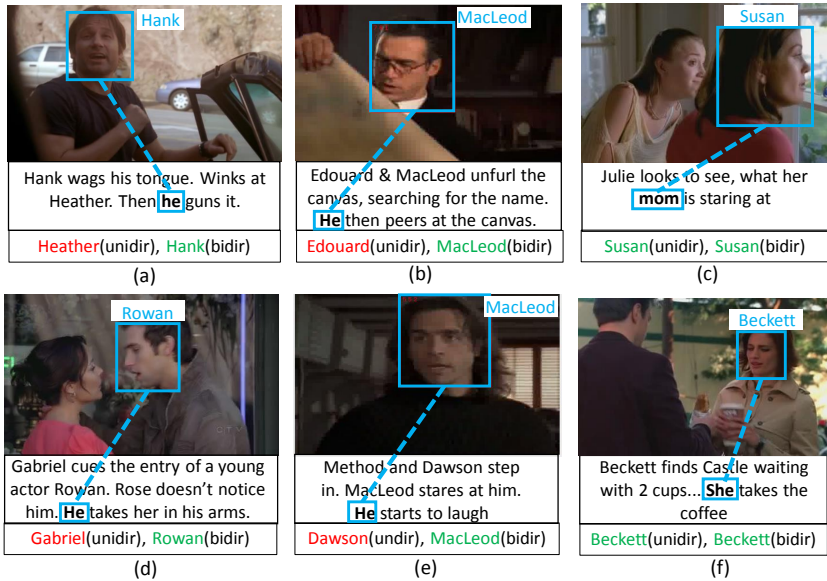 Hank
Hank wags his tongue. Winks at
Heather. Then he guns it.
Heather(unidir), Hank(bidir)
(a)
MacLeod
Edouard & MacLeod unfurl the
canvas, searching for the name.
He then peers at the canvas.
Edouard(unidir), MacLeod(bidir)
(b)
Susan
Julie looks to see, what her
mom is staring at
Susan(unidir), Susan(bidir)
(c)
Rowan
Gabriel cues the entry of a young
actor Rowan. Rose doesn't notice
him. He takes her in his arms.
Gabriel(unidir), Rowan(bidir)
(d)
MacLeod
Method and Dawson step
in. MacLeod stares at him.
He starts to laugh
Dawson(undir), MacLeod(bidir)
(e)
Beckett
Beckett finds Castle waiting
with 2 cups... She takes the
coffee
Beckett(unidir), Beckett(bidir)
(f)